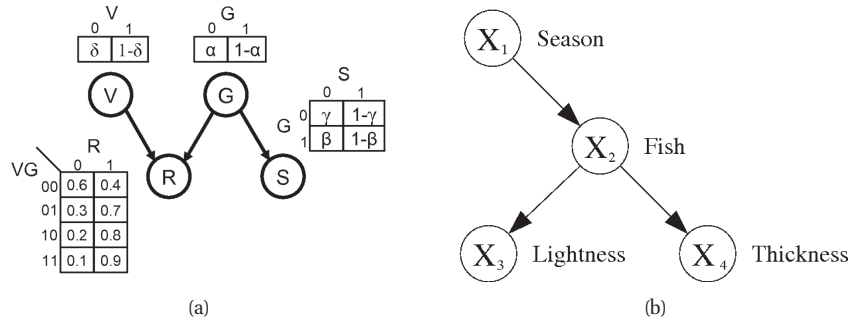 V
0 1
δ 1-δ
G
0 1
α 1-α
V
G
S
0 1
G
0 γ 1-γ
1 β 1-β
R
S
R
VG 0 1
00 0.6 0.4
01 0.3 0.7
10 0.2 0.8
11 0.1 0.9
(a)
X₁ Season
X₂ Fish
X₃ Lightness
X₄ Thickness
(b)